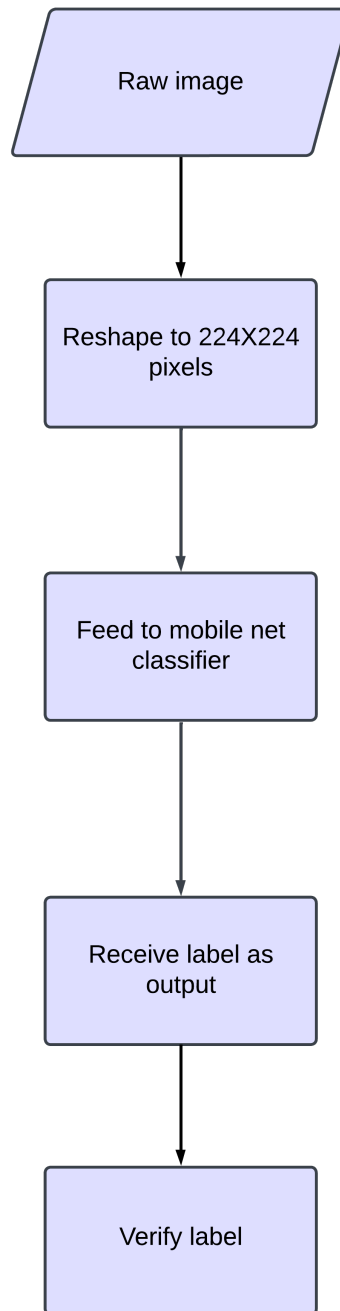 Raw image
Reshape to 224X224
pixels
Feed to mobile net
classifier
Receive label as
output
Verify label